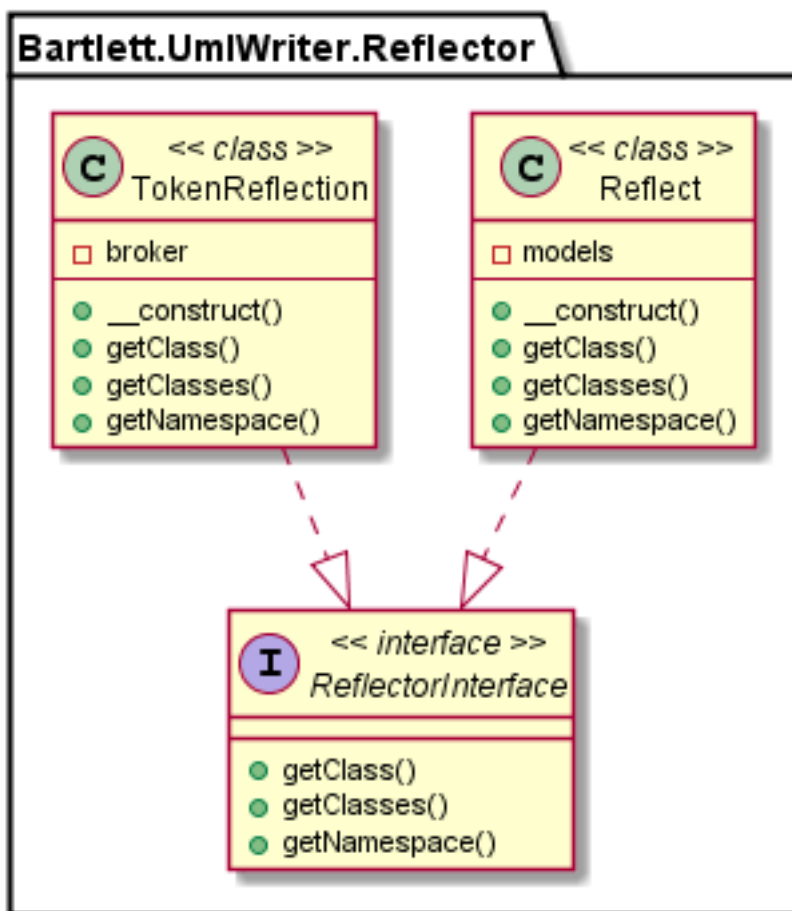 Bartlett.UmlWriter.Reflector
C
<< class >>
TokenReflection
broker
__construct()
getClass()
getClasses()
getNamespace()
C
<< class >>
Reflect
models
__construct()
getClass()
getClasses()
getNamespace()
I
<< interface >>
ReflectorInterface
getClass()
getClasses()
getNamespace()